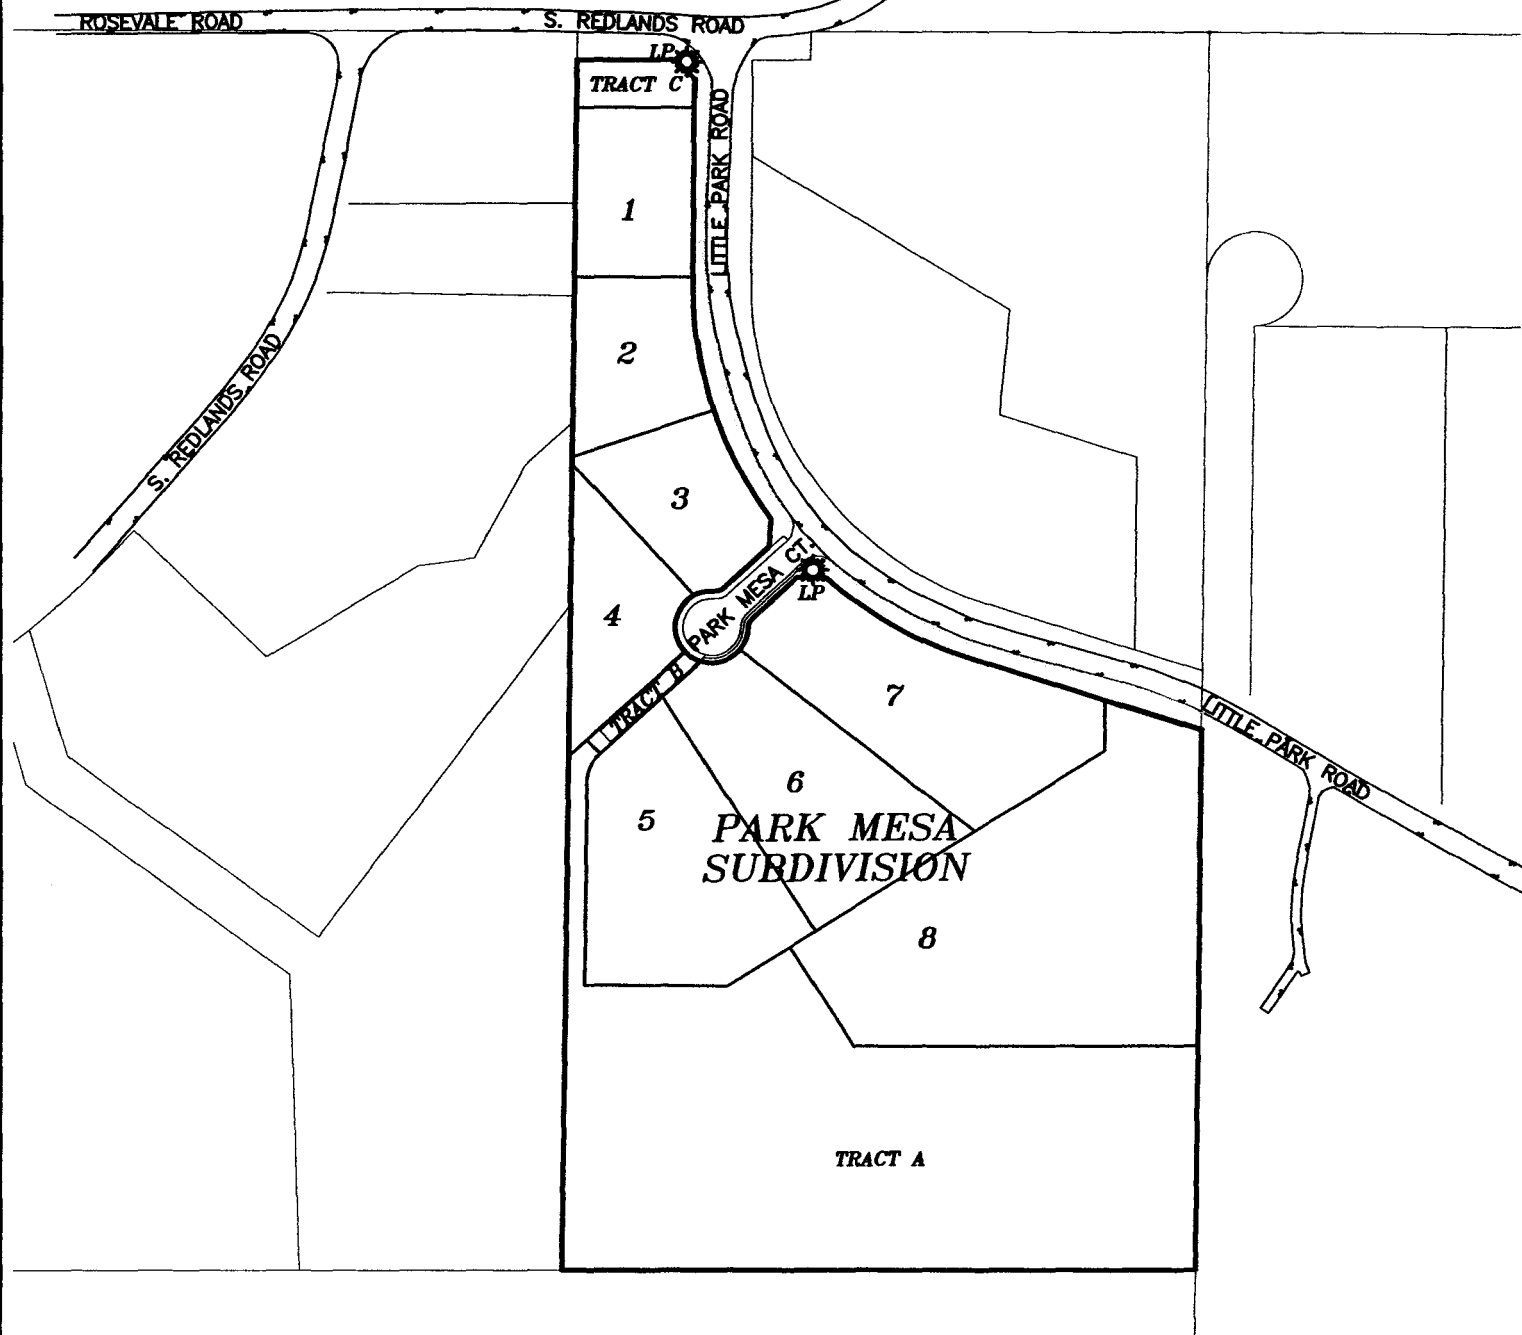 ROSEVALE ROAD
S. REDLANDS ROAD
LP
TRACT C
LITTLE PARK ROAD
1
2
S. REDLANDS ROAD
3
PARK MESA CT.
LP
4
TRACT B
7
LITTLE PARK ROAD
6
5
PARK MESA
SUBDIVISION
8
TRACT A